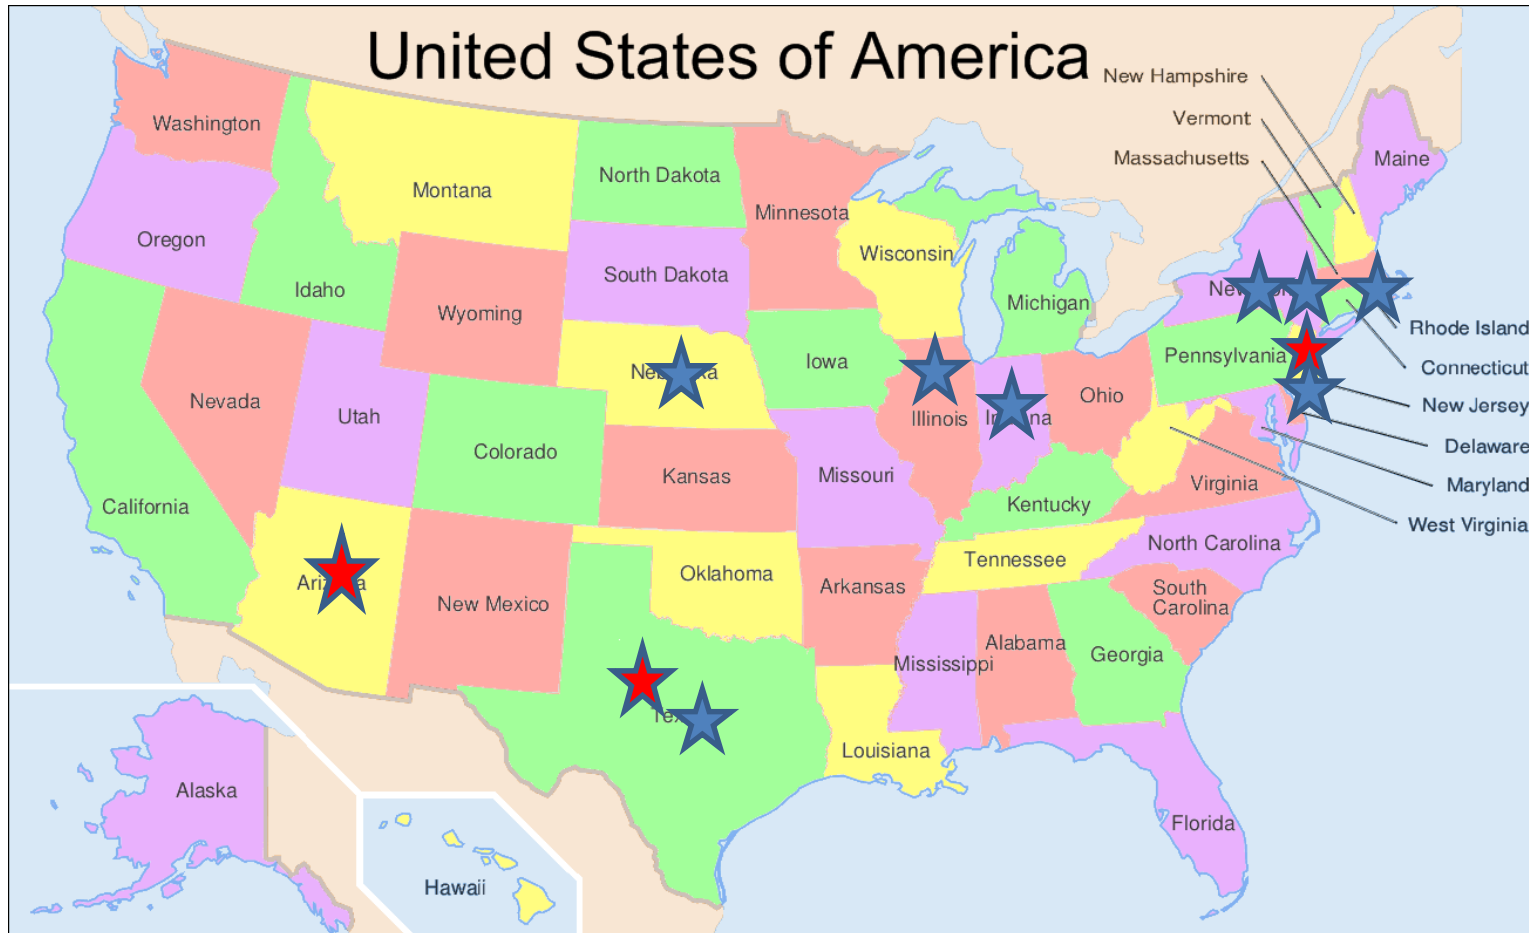 United States of America
New Hampshire
Vermont
Massachusetts
Washington
Maine
North Dakota
Montana
Minnesota
Oregon
Wisconsin
South Dakota
Idaho
Michigan
Wyoming
Rhode Island
Pennsylvania
Iowa
Connecticut
Ohio
Nevada
New Jersey
Utah
Illinois
Delaware
Colorado
Missouri
Kansas
Virginia
Maryland
California
Kentucky
West Virginia
North Carolina
Tennessee
Oklahoma
Arkansas
South
Carolina
New Mexico
Alabama
Georgia
Mississippi
Louisiana
Alaska
Florida
Hawaii